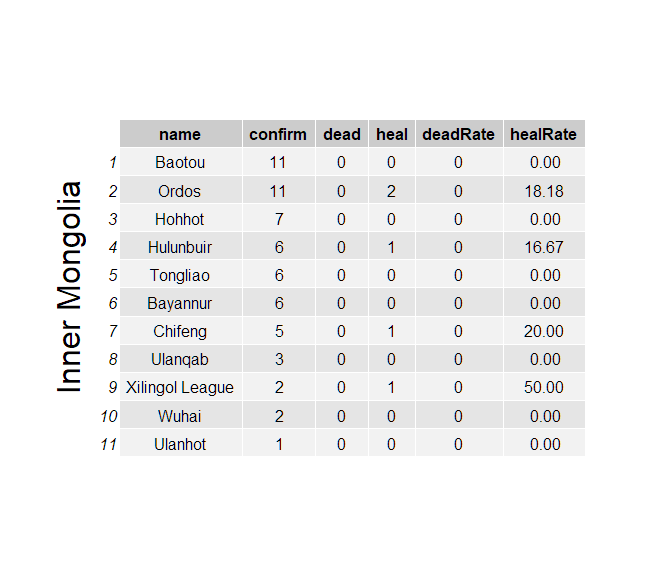 Inner Mongolia
name confirm dead heal deadRate healRate
1 Baotou 11 0 0 0 0.00
2 Ordos 11 0 2 0 18.18
3 Hohhot 7 0 0 0 0.00
4 Hulunbuir 6 0 1 0 16.67
5 Tongliao 6 0 0 0 0.00
6 Bayannur 6 0 0 0 0.00
7 Chifeng 5 0 1 0 20.00
8 Ulanqab 3 0 0 0 0.00
9 Xilingol League 2 0 1 0 50.00
10 Wuhai 2 0 0 0 0.00
11 Ulanhot 1 0 0 0 0.00